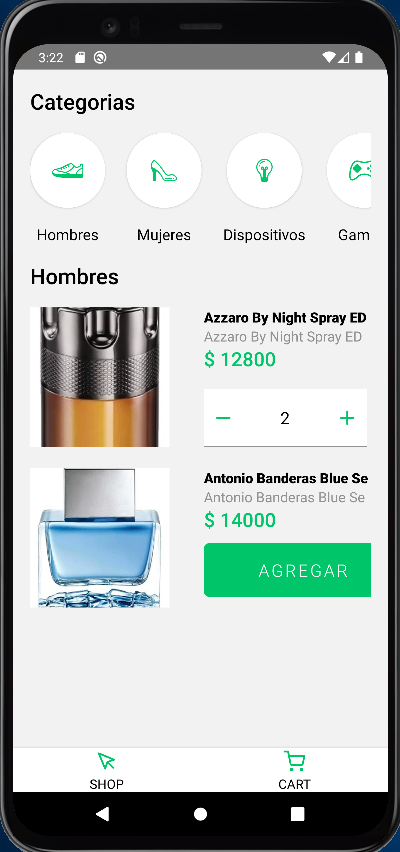 3:22
Categorias
Hombres
Mujeres
Dispositivos
Gam
Hombres
Azzaro By Night Spray ED
Azzaro By Night Spray ED
$ 12800
− 2 +
Antonio Banderas Blue Se
Antonio Banderas Blue Se
$ 14000
AGREGAR
SHOP
CART